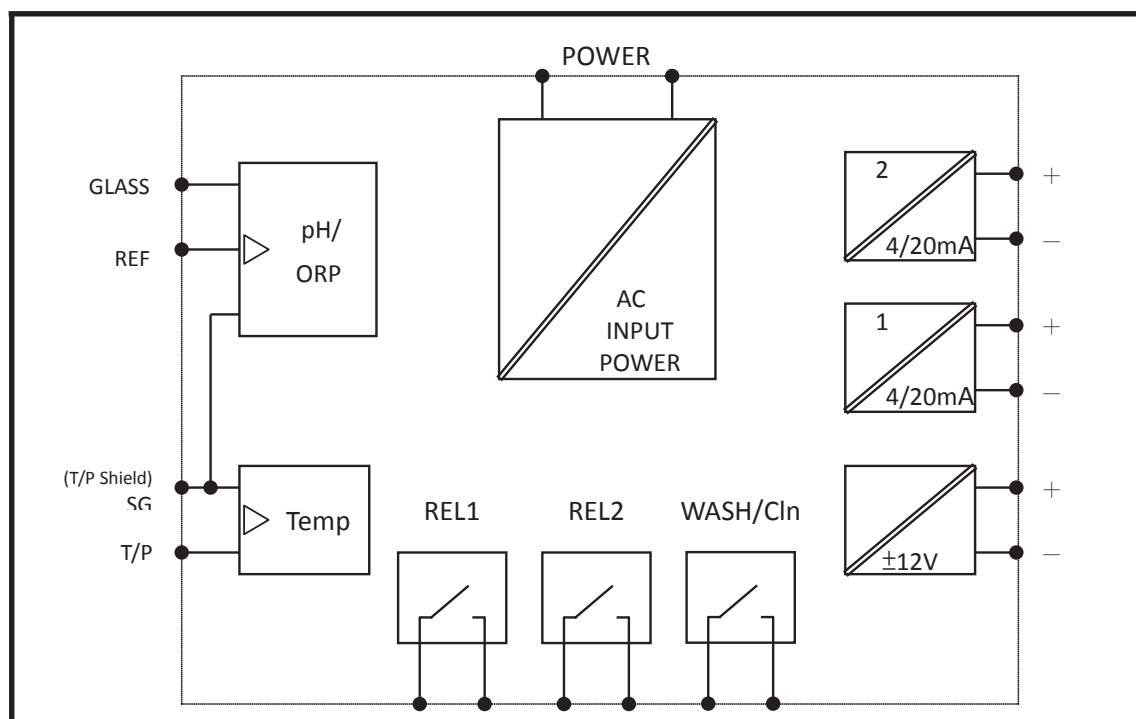 POWER
GLASS
REF
pH/
ORP
AC
INPUT
POWER
2
4/20mA
+
−
1
4/20mA
+
−
(T/P Shield)
SG
T/P
Temp
REL1
REL2
WASH/Cln
±12V
+
−